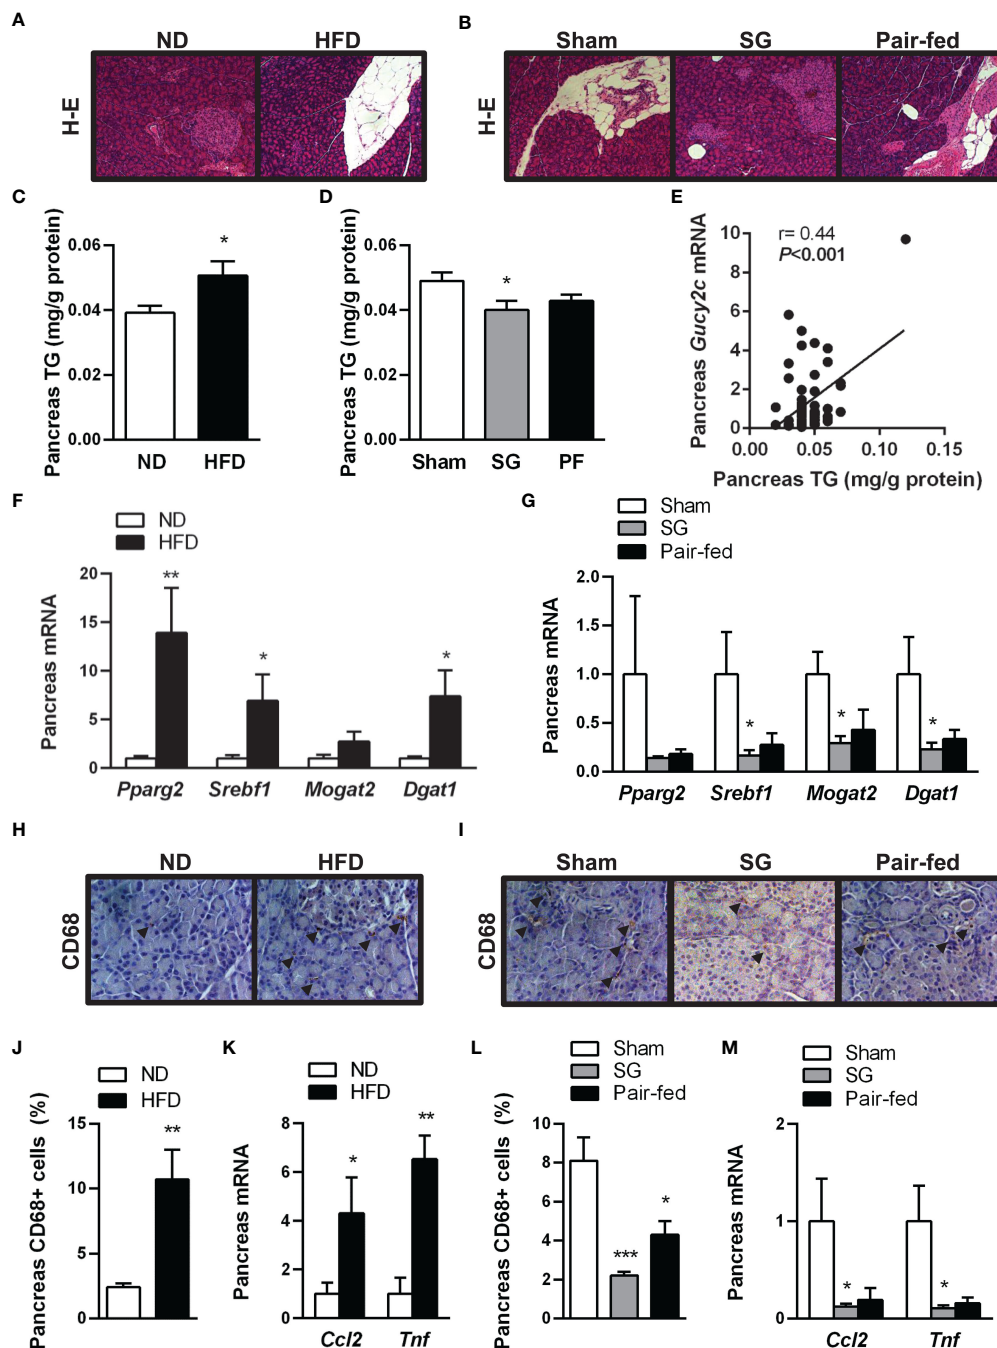 A
ND HFD
H-E
B
Sham SG Pair-fed
H-E
C
Pancreas TG (mg/g protein)
0.06
0.04
0.02
0.00
*
ND HFD
D
Pancreas TG (mg/g protein)
0.06
0.04
0.02
0.00
*
Sham SG PF
E
Pancreas Gucy2c mRNA
10
8
6
4
2
0
r= 0.44
P<0.001
0.00 0.05 0.10 0.15
Pancreas TG (mg/g protein)
F
ND
HFD
Pancreas mRNA
20
15
10
5
0
** * *
Pparg2 Srebf1 Mogat2 Dgat1
G
Sham
SG
Pair-fed
Pancreas mRNA
2.0
1.5
1.0
0.5
0.0
* * *
Pparg2 Srebf1 Mogat2 Dgat1
H
ND HFD
CD68
I
Sham SG Pair-fed
CD68
J
ND
HFD
Pancreas CD68+ cells (%)
15
10
5
0
**
K
ND
HFD
Pancreas mRNA
8
6
4
2
0
* **
Ccl2 Tnf
L
Sham
SG
Pair-fed
Pancreas CD68+ cells (%)
10
8
6
4
2
0
*** *
M
Sham
SG
Pair-fed
Pancreas mRNA
2
1
0
* *
Ccl2 Tnf